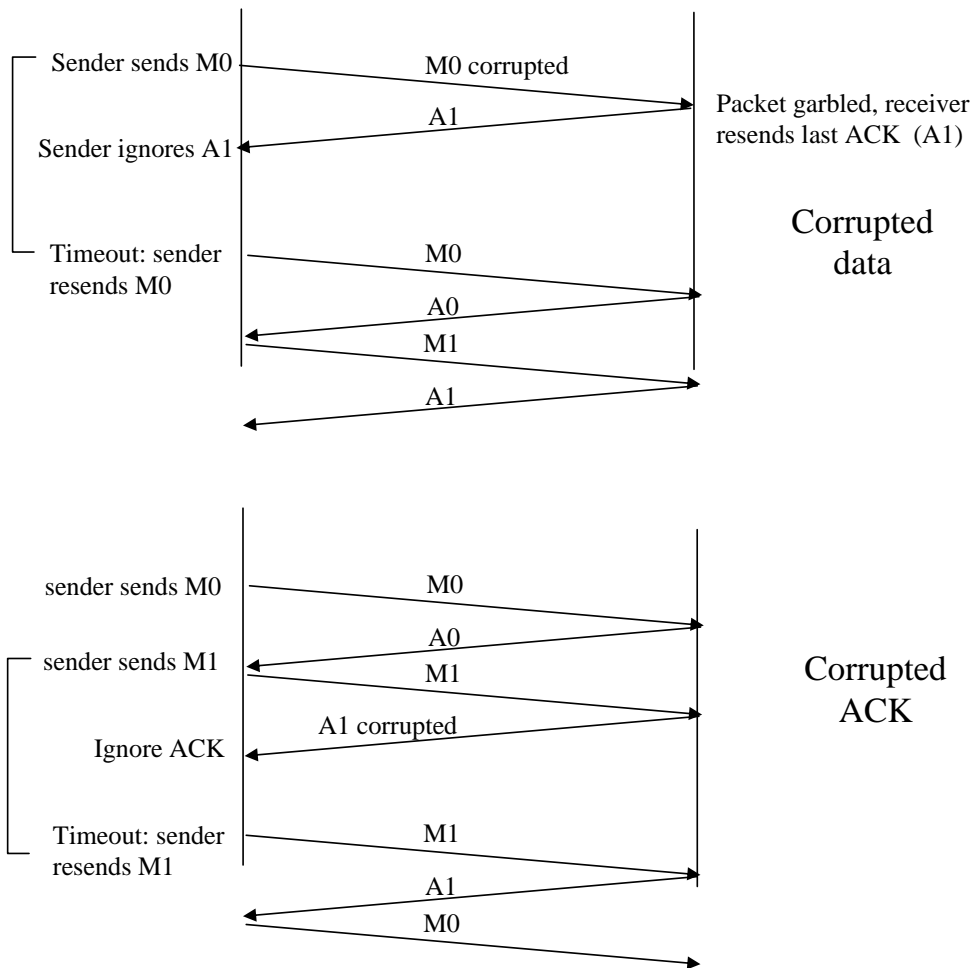 Sender sends M0
M0 corrupted
Packet garbled, receiver
resends last ACK (A1)
A1
Sender ignores A1
Corrupted
data
Timeout: sender
resends M0
M0
A0
M1
A1
sender sends M0
M0
A0
sender sends M1
M1
Corrupted
ACK
A1 corrupted
Ignore ACK
Timeout: sender
resends M1
M1
A1
M0